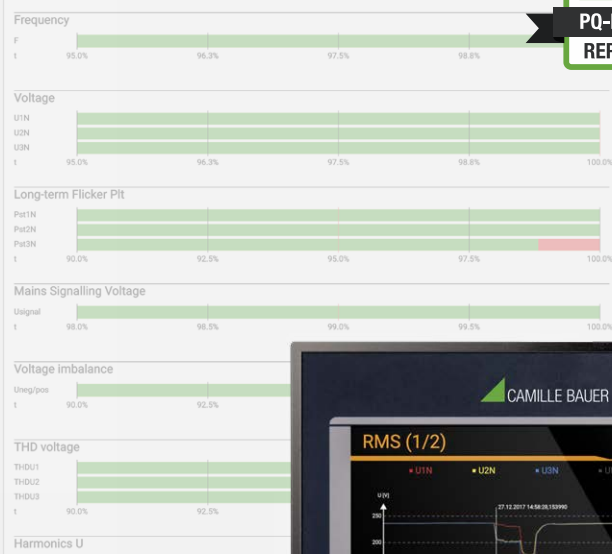 Frequency
PQ-
F
REP
t 95.0% 96.3% 97.5% 98.8%
Voltage
U1N
U2N
U3N
t 95.0% 96.3% 97.5% 98.8% 100.0%
Long-term Flicker Plt
Pst1N
Pst2N
Pst3N
t 90.0% 92.5% 95.0% 97.5% 100.0%
Mains Signalling Voltage
Usignal
t 98.0% 98.5% 99.0% 99.5% 100.0%
Voltage imbalance
Uneg/pos
t 90.0% 92.5%
CAMILLE BAUER
THD voltage
RMS (1/2)
THDU1
U1N U2N U3N
THDU2
THDU3
U (V)
t 90.0% 92.5%
27.12.2017 14:58:28,153990
250
Harmonics U
200